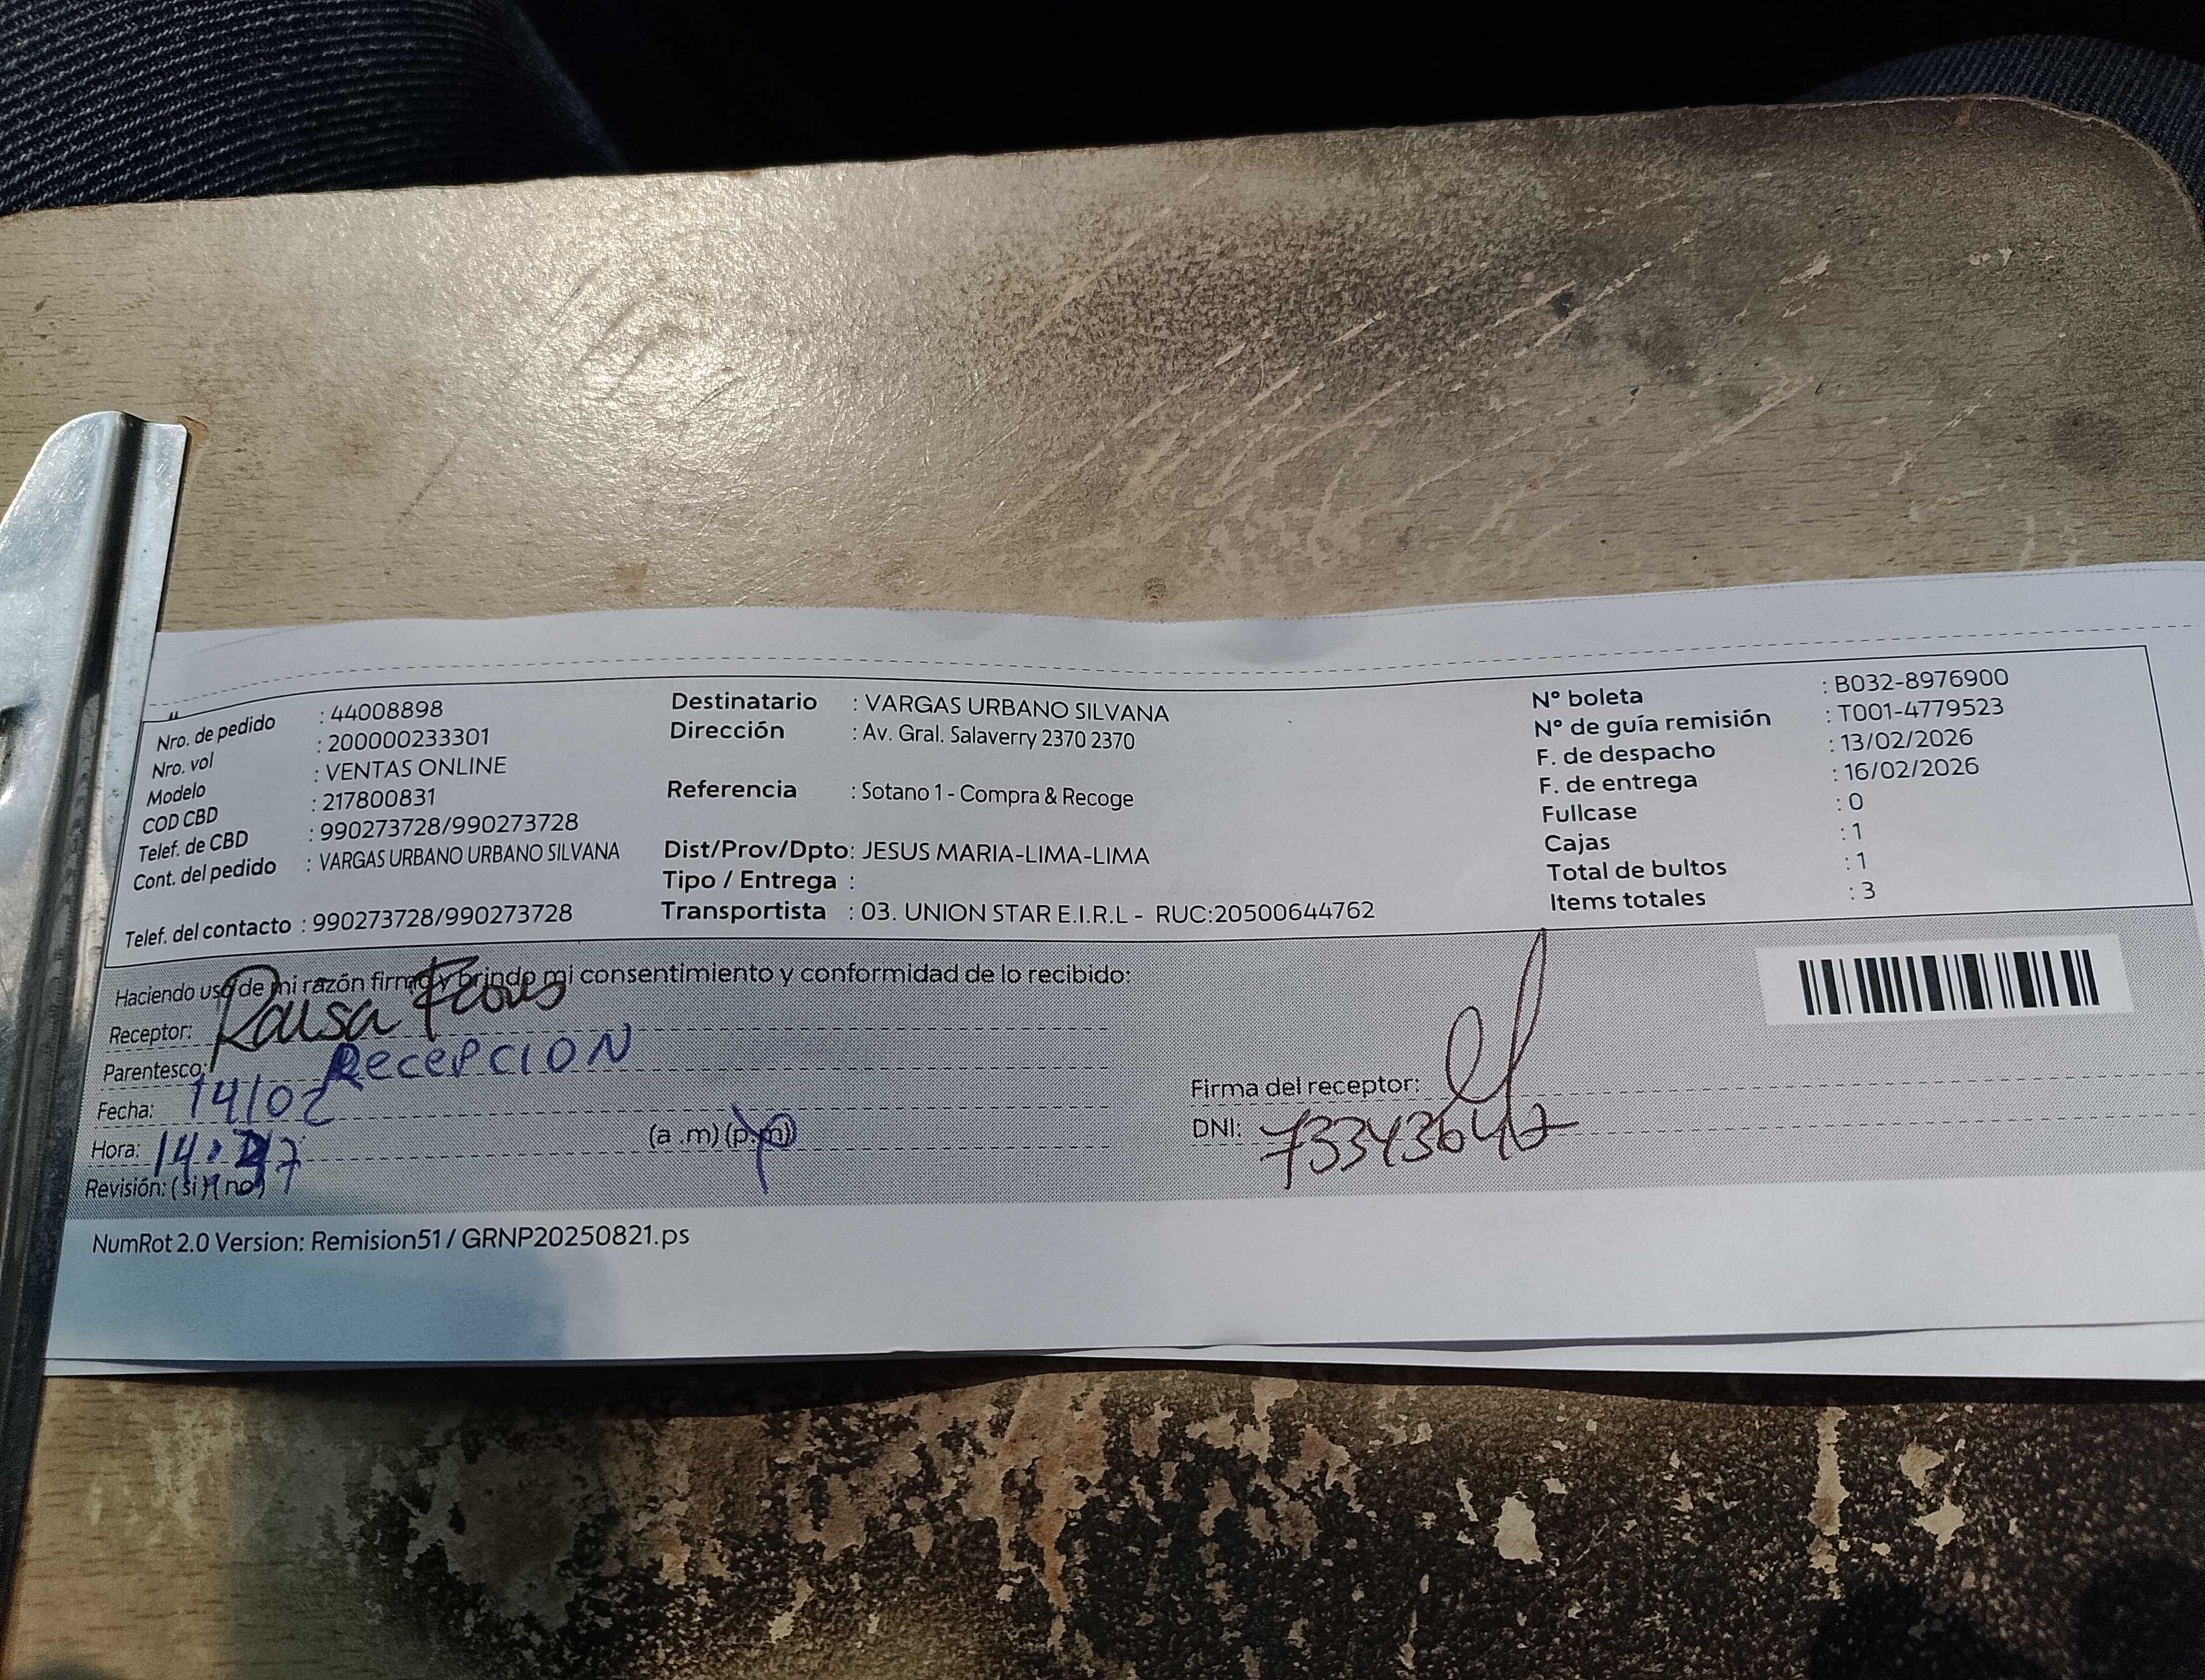 Nro. de pedido : 44008898
Nro. vol : 200000233301
Modelo : VENTAS ONLINE
COD CBD : 217800831
Telef. de CBD : 990273728/990273728
Cont. del pedido : VARGAS URBANO URBANO SILVANA
Telef. del contacto : 990273728/990273728
Destinatario : VARGAS URBANO SILVANA
Dirección : Av. Gral. Salaverry 2370 2370
Referencia : Sotano 1 - Compra & Recoge
Dist/Prov/Dpto: JESUS MARIA-LIMA-LIMA
Tipo / Entrega :
Transportista : 03. UNION STAR E.I.R.L - RUC:20500644762
N° boleta : B032-8976900
N° de guía remisión : T001-4779523
F. de despacho : 13/02/2026
F. de entrega : 16/02/2026
Fullcase : 0
Cajas : 1
Total de bultos : 1
Items totales : 3
Haciendo uso de mi razón firmo y brindo mi consentimiento y conformidad de lo recibido:
Receptor:
Parentesco: RecePCION
Fecha: 14/02
Hora: (a .m) (p.m)
Revisión: (si) (no)
Firma del receptor:
DNI:
NumRot 2.0 Version: Remision51 / GRNP20250821.ps